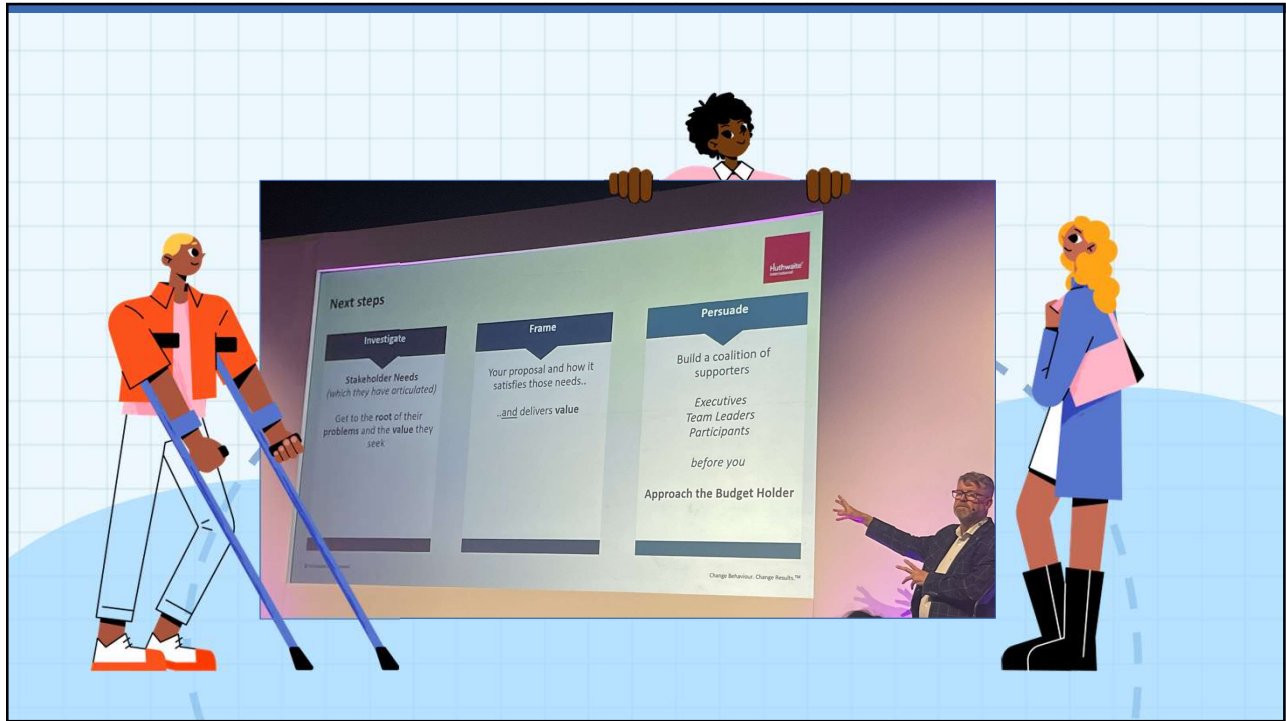 Huthwaite
International
Next steps
Investigate
Stakeholder Needs
(which they have articulated)
Get to the root of their
problems and the value they
seek
Frame
Your proposal and how it
satisfies those needs..
..and delivers value
Persuade
Build a coalition of
supporters
Executives
Team Leaders
Participants
before you
Approach the Budget Holder
Change Behaviour. Change Results.™